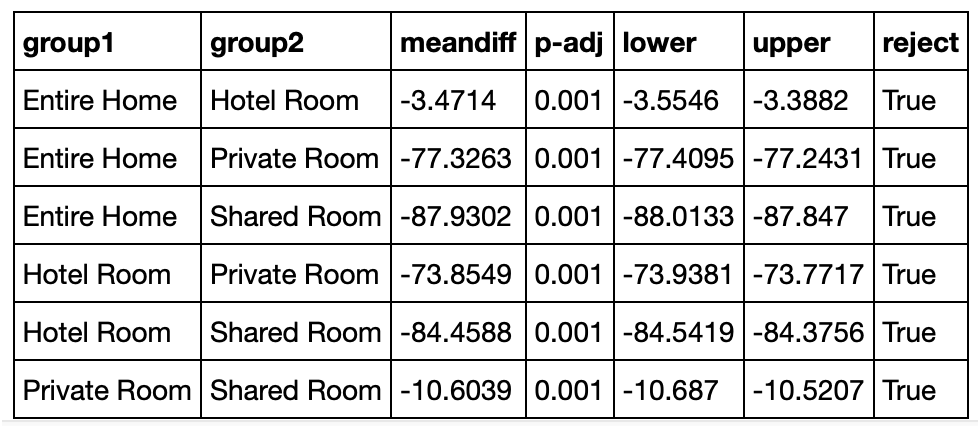 group1 group2 meandiff p-adj lower upper reject
Entire Home Hotel Room -3.4714 0.001 -3.5546 -3.3882 True
Entire Home Private Room -77.3263 0.001 -77.4095 -77.2431 True
Entire Home Shared Room -87.9302 0.001 -88.0133 -87.847 True
Hotel Room Private Room -73.8549 0.001 -73.9381 -73.7717 True
Hotel Room Shared Room -84.4588 0.001 -84.5419 -84.3756 True
Private Room Shared Room -10.6039 0.001 -10.687 -10.5207 True